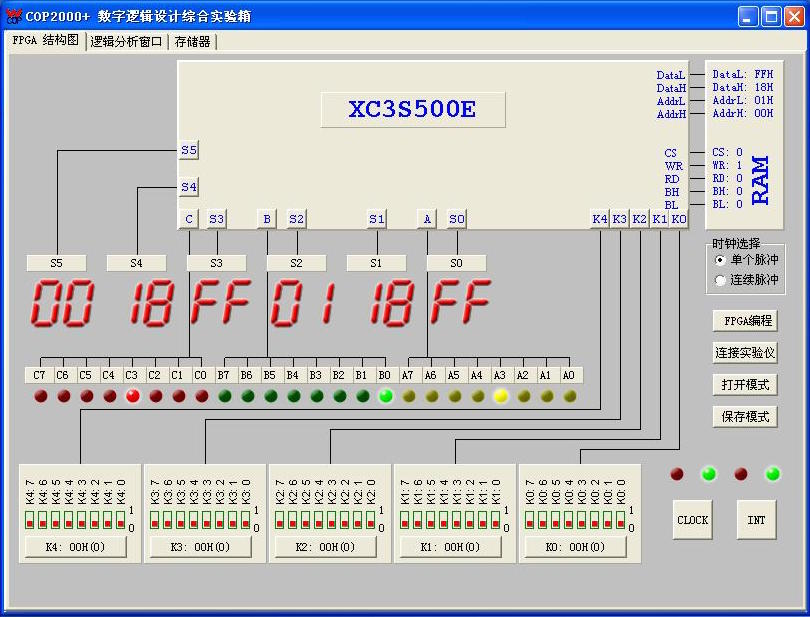 COP2000+ 数字逻辑设计综合实验箱
FPGA 结构图 逻辑分析窗口 存储器
XC3S500E
DataL DataL: FFH
DataH DataH: 18H
AddrL AddrL: 01H
AddrH AddrH: 00H
CS CS: 0
WR WR: 1
RD RD: 0
BH BH: 0
BL BL: 0
RAM
S5
S4
C S3 B S2 S1 A S0 K4 K3 K2 K1 K0
时钟选择
单个脉冲
连续脉冲
S5 S4 S3 S2 S1 S0
00 18 FF 01 18 FF
FPGA编程
连接实验仪
打开模式
保存模式
C7 C6 C5 C4 C3 C2 C1 C0 B7 B6 B5 B4 B3 B2 B1 B0 A7 A6 A5 A4 A3 A2 A1 A0
K4:7 K4:6 K4:5 K4:4 K4:3 K4:2 K4:1 K4:0
1
0
K4: 00H(0)
K3:7 K3:6 K3:5 K3:4 K3:3 K3:2 K3:1 K3:0
1
0
K3: 00H(0)
K2:7 K2:6 K2:5 K2:4 K2:3 K2:2 K2:1 K2:0
1
0
K2: 00H(0)
K1:7 K1:6 K1:5 K1:4 K1:3 K1:2 K1:1 K1:0
1
0
K1: 00H(0)
K0:7 K0:6 K0:5 K0:4 K0:3 K0:2 K0:1 K0:0
1
0
K0: 00H(0)
CLOCK INT